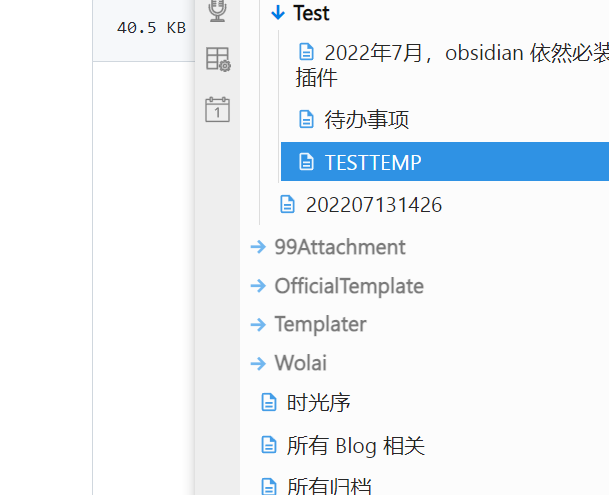 Test
40.5 KB
2022年7月，obsidian 依然必装
插件
1
待办事项
TESTTEMP
202207131426
99Attachment
OfficialTemplate
Templater
Wolai
时光序
所有 Blog 相关
所有归档